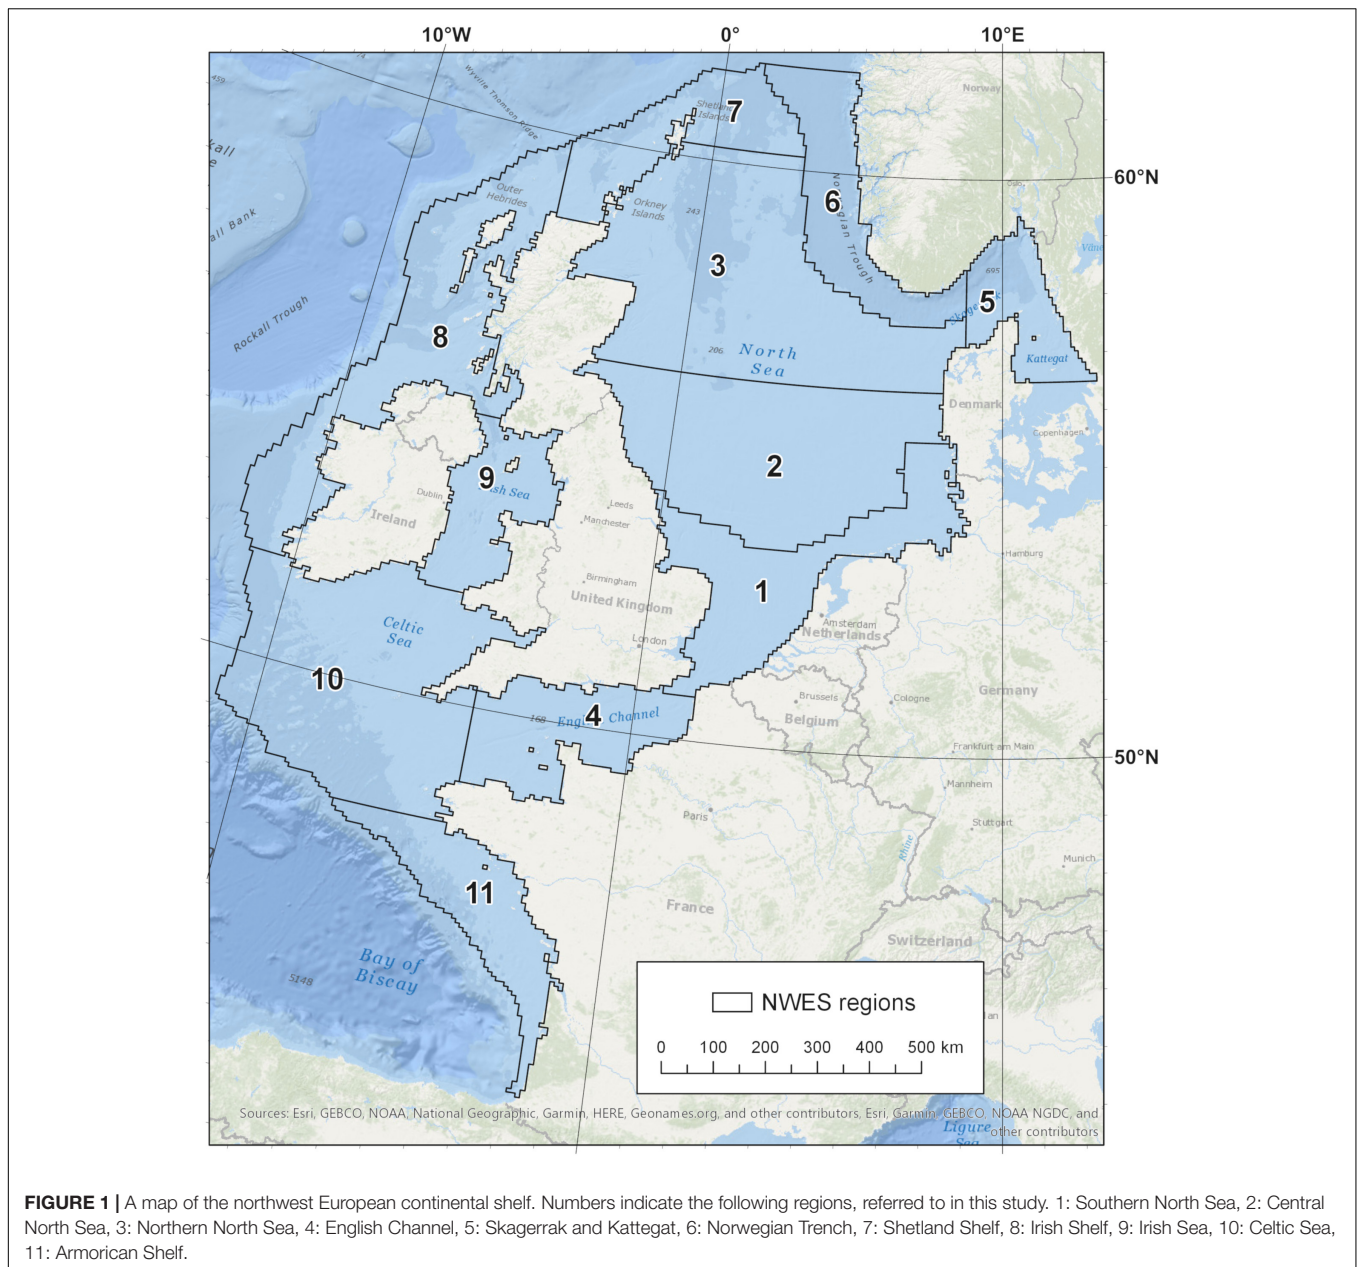 10°W 0° 10°E
459
Wyville Thomson Ridge
Norway
Shetland
Islands
7
kall
e
60°N
Outer
Hebrides
Orkney
Islands
243
6
Norwegian Trough
all Bank
3
695
5
Rockall Trough
8
286
North
Sea
Kattegat
Denmark
Copenhagen
2
9
ish Sea
Dublin
Leeds
Manchester
Ireland
Hamburg
Birmingham
United Kingdom
1
Amsterdam
Netherlands
Celtic
Sea
London
10
Brussels
Cologne
Germany
168
4
English Channel
Belgium
Frankfurt am Main
50°N
Mannheim
Paris
Stuttgart
Rhine
Munich
11
France
Switzerland
Bay of
Biscay
5148
NWES regions
0 100 200 300 400 500 km
Sources: Esri, GEBCO, NOAA, National Geographic, Garmin, HERE, Geonames.org, and other contributors, Esri, Garmin, GEBCO, NOAA NGDC, and
other contributors
Ligure
Sea
FIGURE 1 | A map of the northwest European continental shelf. Numbers indicate the following regions, referred to in this study. 1: Southern North Sea, 2: Central
North Sea, 3: Northern North Sea, 4: English Channel, 5: Skagerrak and Kattegat, 6: Norwegian Trench, 7: Shetland Shelf, 8: Irish Shelf, 9: Irish Sea, 10: Celtic Sea,
11: Armorican Shelf.